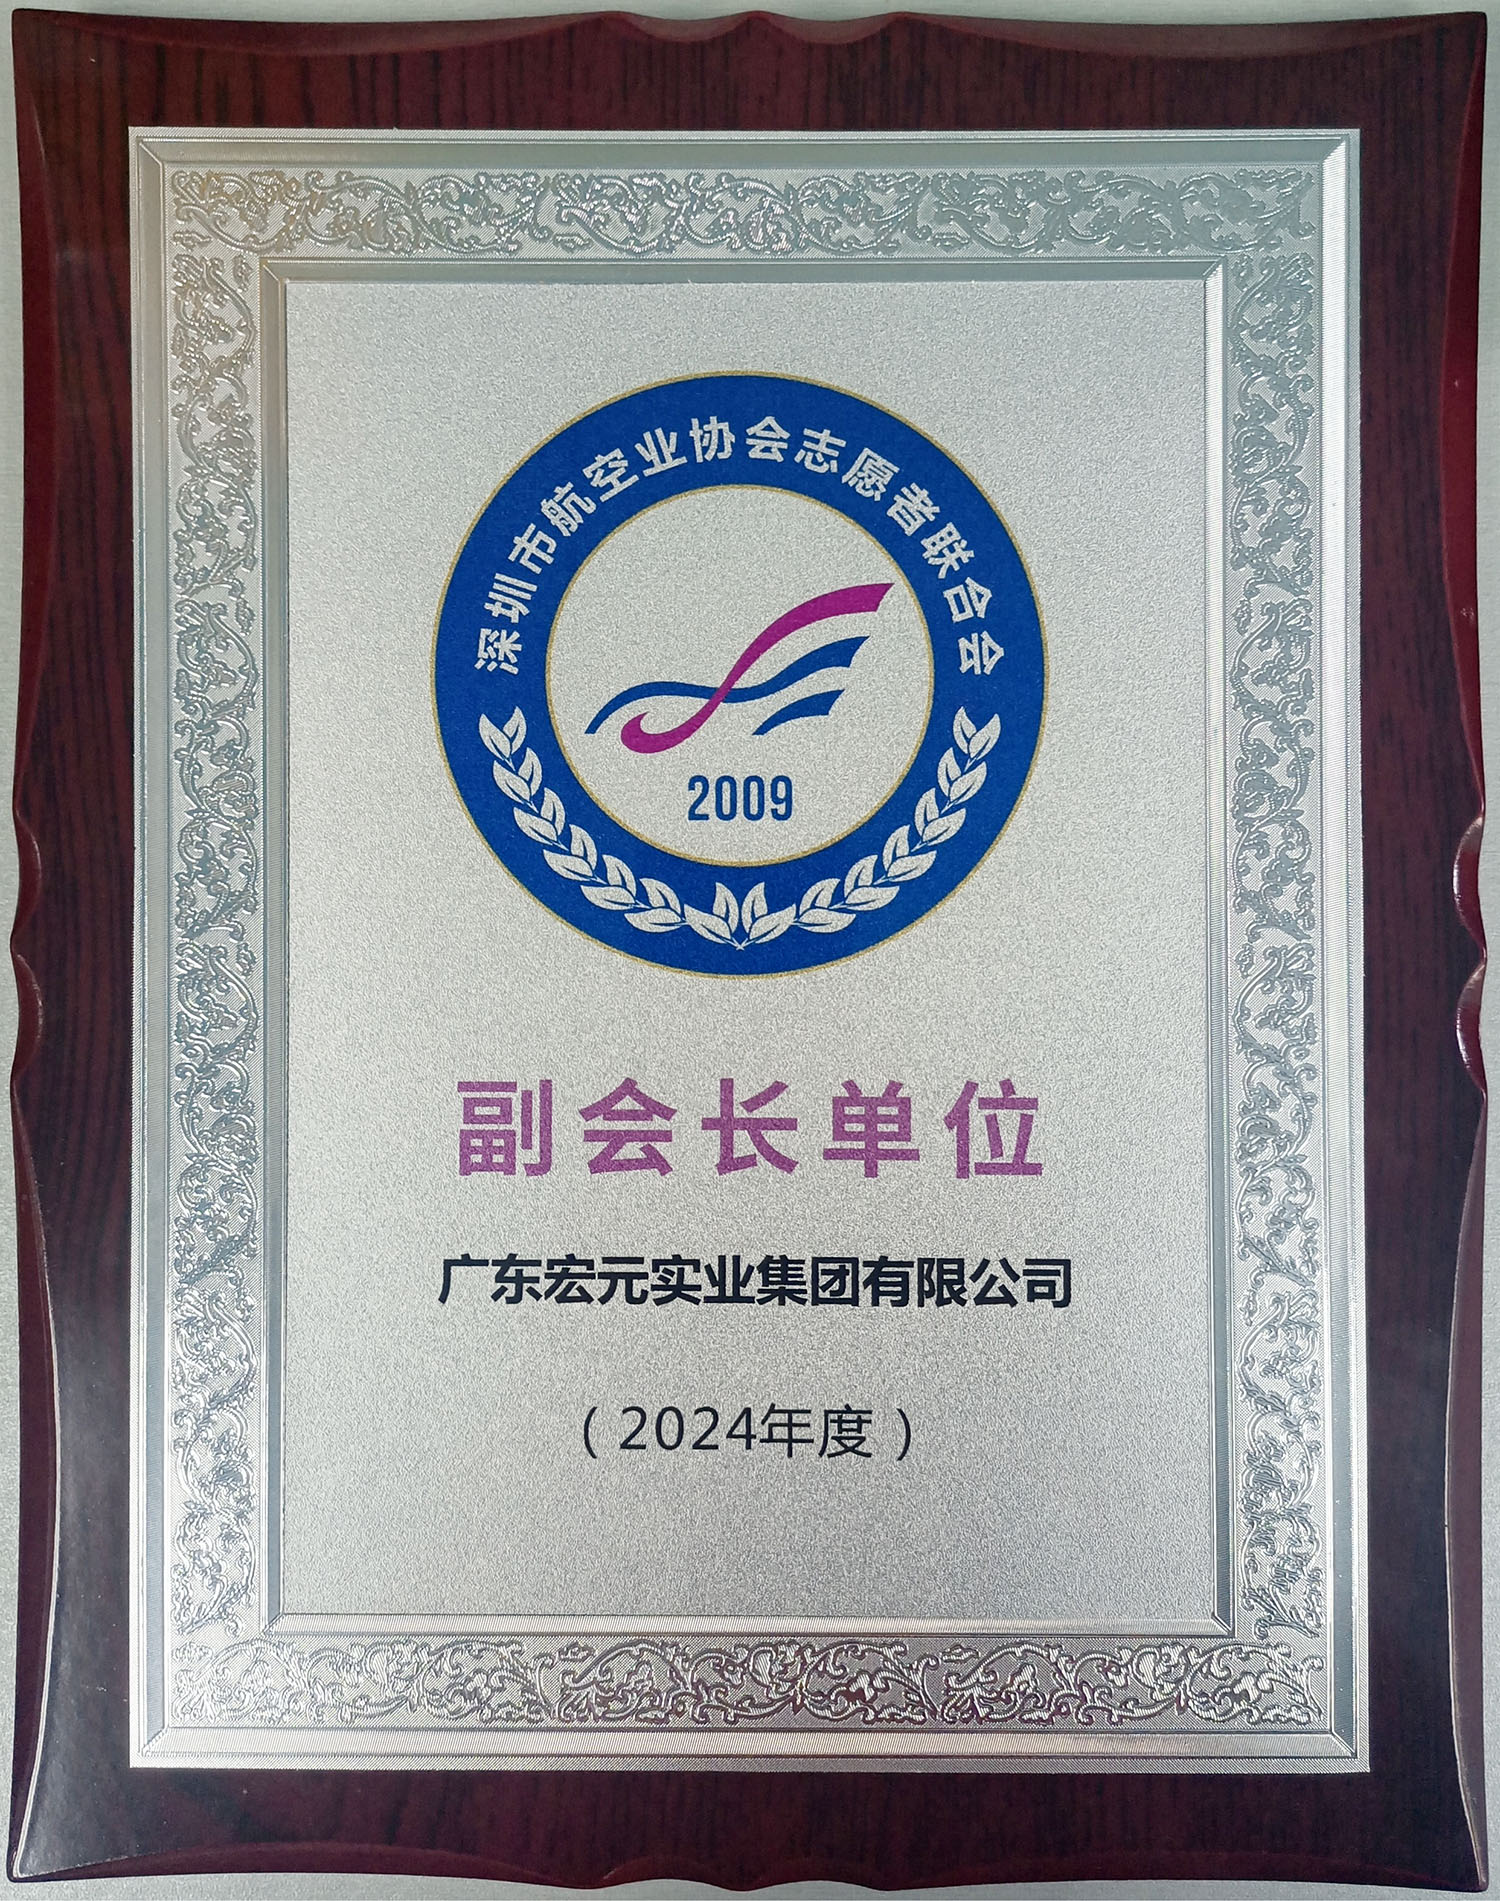 深圳市航空业协会志愿者联合会
2009
副会长单位
广东宏元实业集团有限公司
（2024年度）